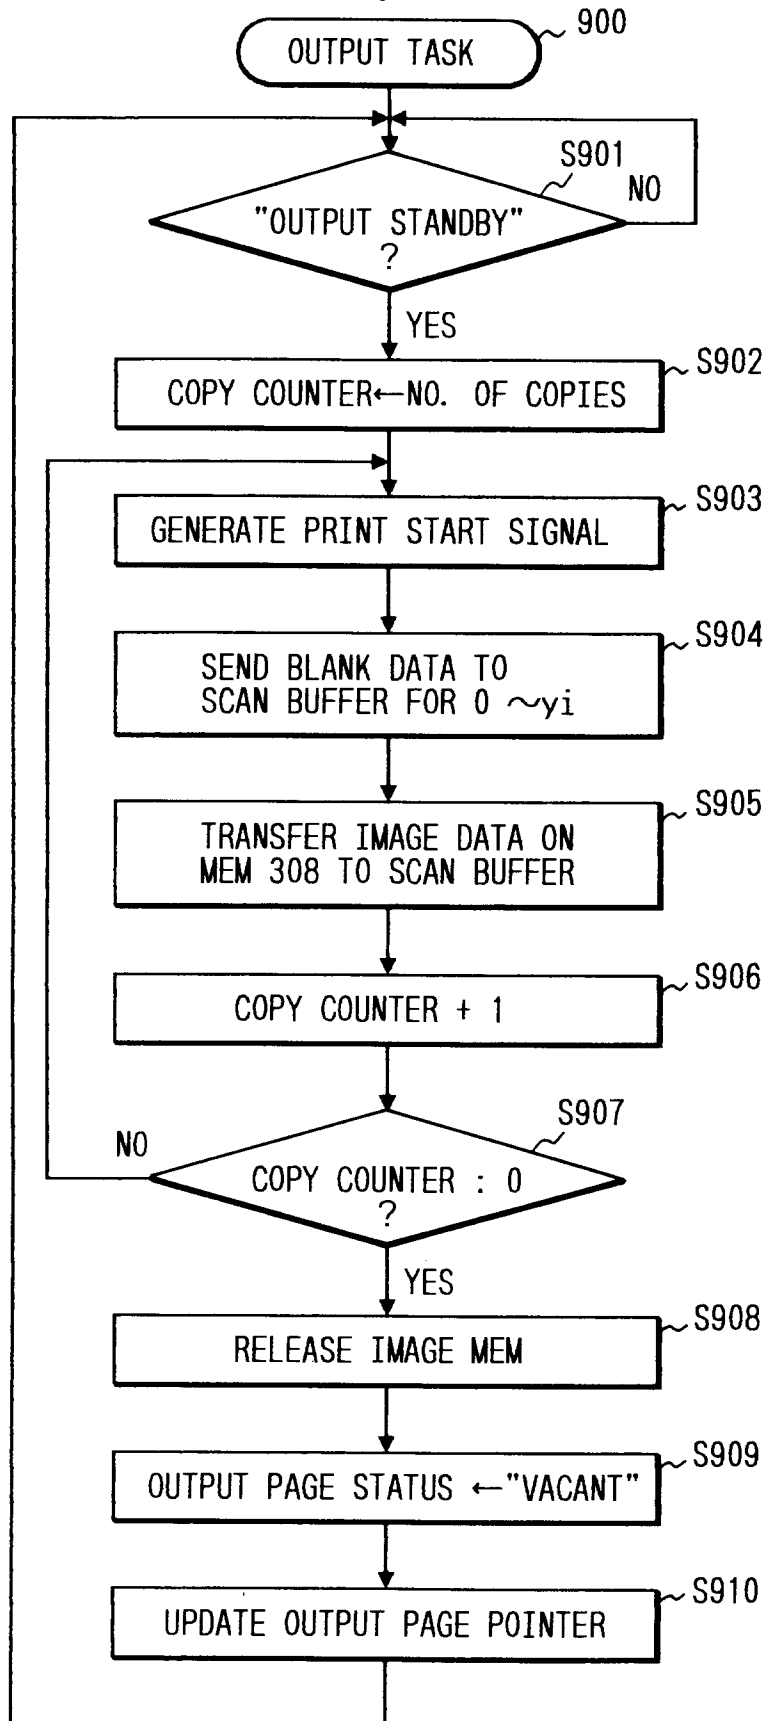 900
OUTPUT TASK
S901
NO
"OUTPUT STANDBY"
?
YES
S902
COPY COUNTER←NO. OF COPIES
S903
GENERATE PRINT START SIGNAL
S904
SEND BLANK DATA TO
SCAN BUFFER FOR 0 ~yi
S905
TRANSFER IMAGE DATA ON
MEM 308 TO SCAN BUFFER
S906
COPY COUNTER + 1
S907
NO
COPY COUNTER : 0
?
YES
S908
RELEASE IMAGE MEM
S909
OUTPUT PAGE STATUS ←"VACANT"
S910
UPDATE OUTPUT PAGE POINTER